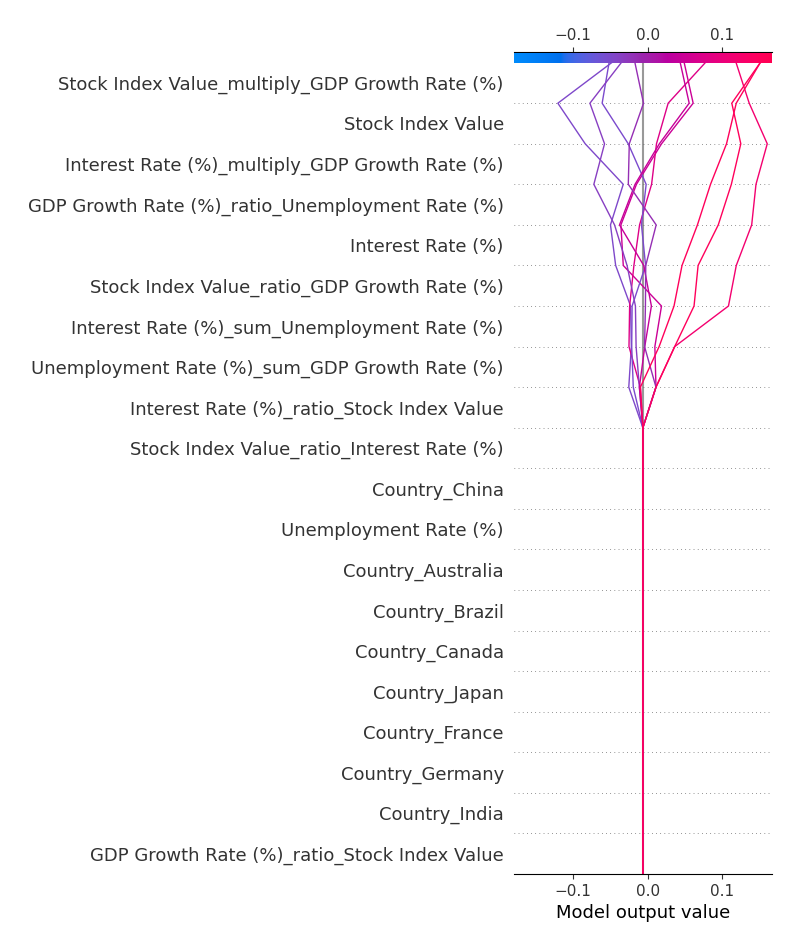 −0.1 0.0 0.1
Stock Index Value_multiply_GDP Growth Rate (%)
Stock Index Value
Interest Rate (%)_multiply_GDP Growth Rate (%)
GDP Growth Rate (%)_ratio_Unemployment Rate (%)
Interest Rate (%)
Stock Index Value_ratio_GDP Growth Rate (%)
Interest Rate (%)_sum_Unemployment Rate (%)
Unemployment Rate (%)_sum_GDP Growth Rate (%)
Interest Rate (%)_ratio_Stock Index Value
Stock Index Value_ratio_Interest Rate (%)
Country_China
Unemployment Rate (%)
Country_Australia
Country_Brazil
Country_Canada
Country_Japan
Country_France
Country_Germany
Country_India
GDP Growth Rate (%)_ratio_Stock Index Value
−0.1 0.0 0.1
Model output value